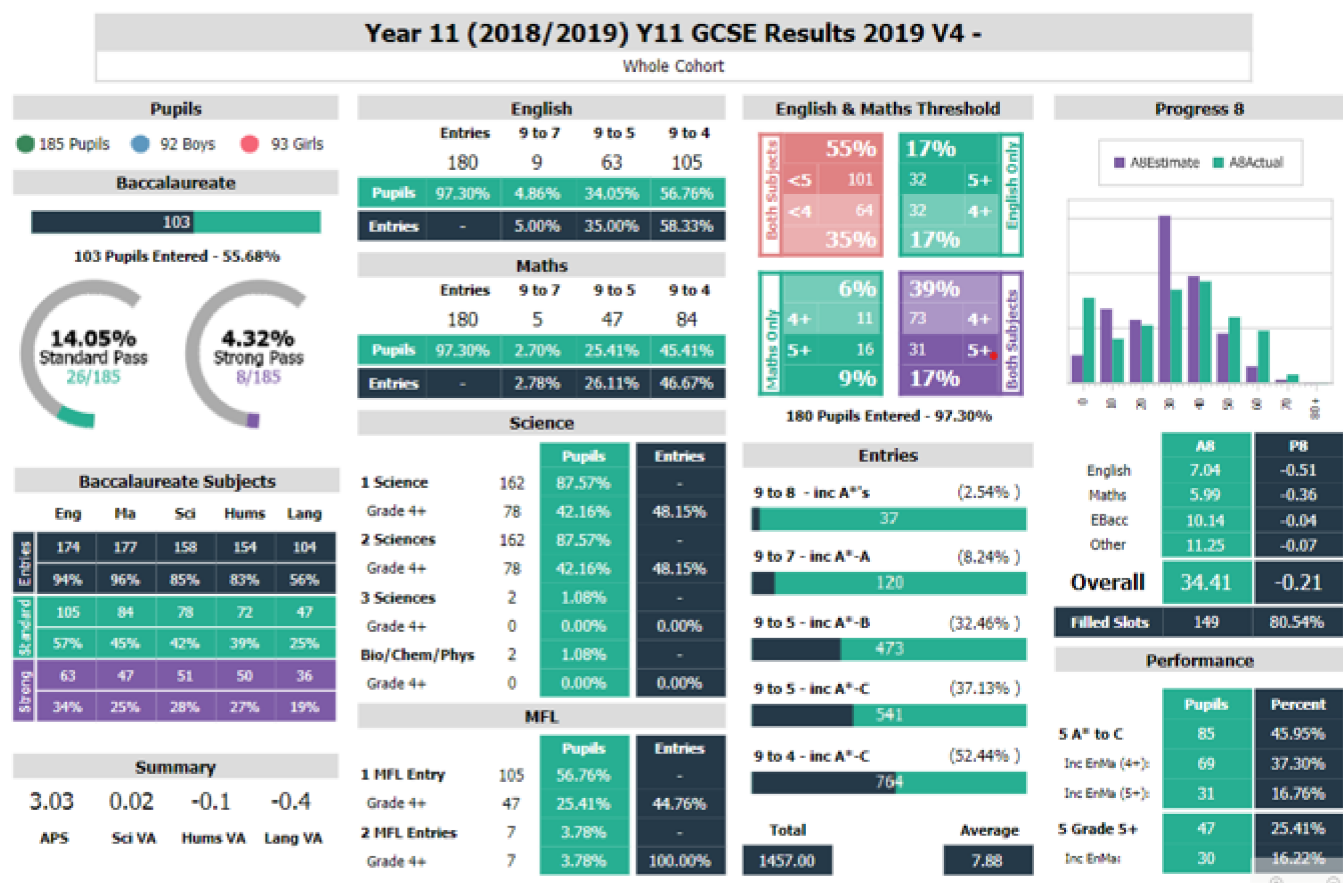 Year 11 (2018/2019) Y11 GCSE Results 2019 V4 -
Whole Cohort
Pupils
185 Pupils 92 Boys 93 Girls
Baccalaureate
103
103 Pupils Entered - 55.68%
14.05%
Standard Pass
26/185
4.32%
Strong Pass
8/185
Baccalaureate Subjects
Eng Ma Sci Hums Lang
Entries
174 177 158 154 104
94% 96% 85% 83% 56%
Standard
105 84 78 72 47
57% 45% 42% 39% 25%
Strong
63 47 51 50 36
34% 25% 28% 27% 19%
Summary
3.03 0.02 -0.1 -0.4
APS Sci VA Hums VA Lang VA
English
Entries 9 to 7 9 to 5 9 to 4
180 9 63 105
Pupils 97.30% 4.86% 34.05% 56.76%
Entries - 5.00% 35.00% 58.33%
Maths
Entries 9 to 7 9 to 5 9 to 4
180 5 47 84
Pupils 97.30% 2.70% 25.41% 45.41%
Entries - 2.78% 26.11% 46.67%
Science
Pupils Entries
1 Science 162 87.57% -
Grade 4+ 78 42.16% 48.15%
2 Sciences 162 87.57% -
Grade 4+ 78 42.16% 48.15%
3 Sciences 2 1.08% -
Grade 4+ 0 0.00% 0.00%
Bio/Chem/Phys 2 1.08% -
Grade 4+ 0 0.00% 0.00%
MFL
Pupils Entries
1 MFL Entry 105 56.76% -
Grade 4+ 47 25.41% 44.76%
2 MFL Entries 7 3.78% -
Grade 4+ 7 3.78% 100.00%
English & Maths Threshold
Both Subjects
55%
<5 101
<4 64
35%
17%
32 5+
32 4+
17%
English Only
Maths Only
6%
4+ 11
5+ 16
9%
39%
73 4+
31 5+
17%
Both Subjects
180 Pupils Entered - 97.30%
Entries
9 to 8 - inc A*'s (2.54% )
37
9 to 7 - inc A*-A (8.24% )
120
9 to 5 - inc A*-B (32.46% )
473
9 to 5 - inc A*-C (37.13% )
541
9 to 4 - inc A*-C (52.44% )
764
Total Average
1457.00 7.88
Progress 8
A8Estimate A8Actual
0 10 20 30 40 50 60 70 80+
A8 P8
English 7.04 -0.51
Maths 5.99 -0.36
EBacc 10.14 -0.04
Other 11.25 -0.07
Overall 34.41 -0.21
Filled Slots 149 80.54%
Performance
Pupils Percent
5 A* to C 85 45.95%
Inc EnMa (4+): 69 37.30%
Inc EnMa (5+): 31 16.76%
5 Grade 5+ 47 25.41%
Inc EnMa: 30 16.22%